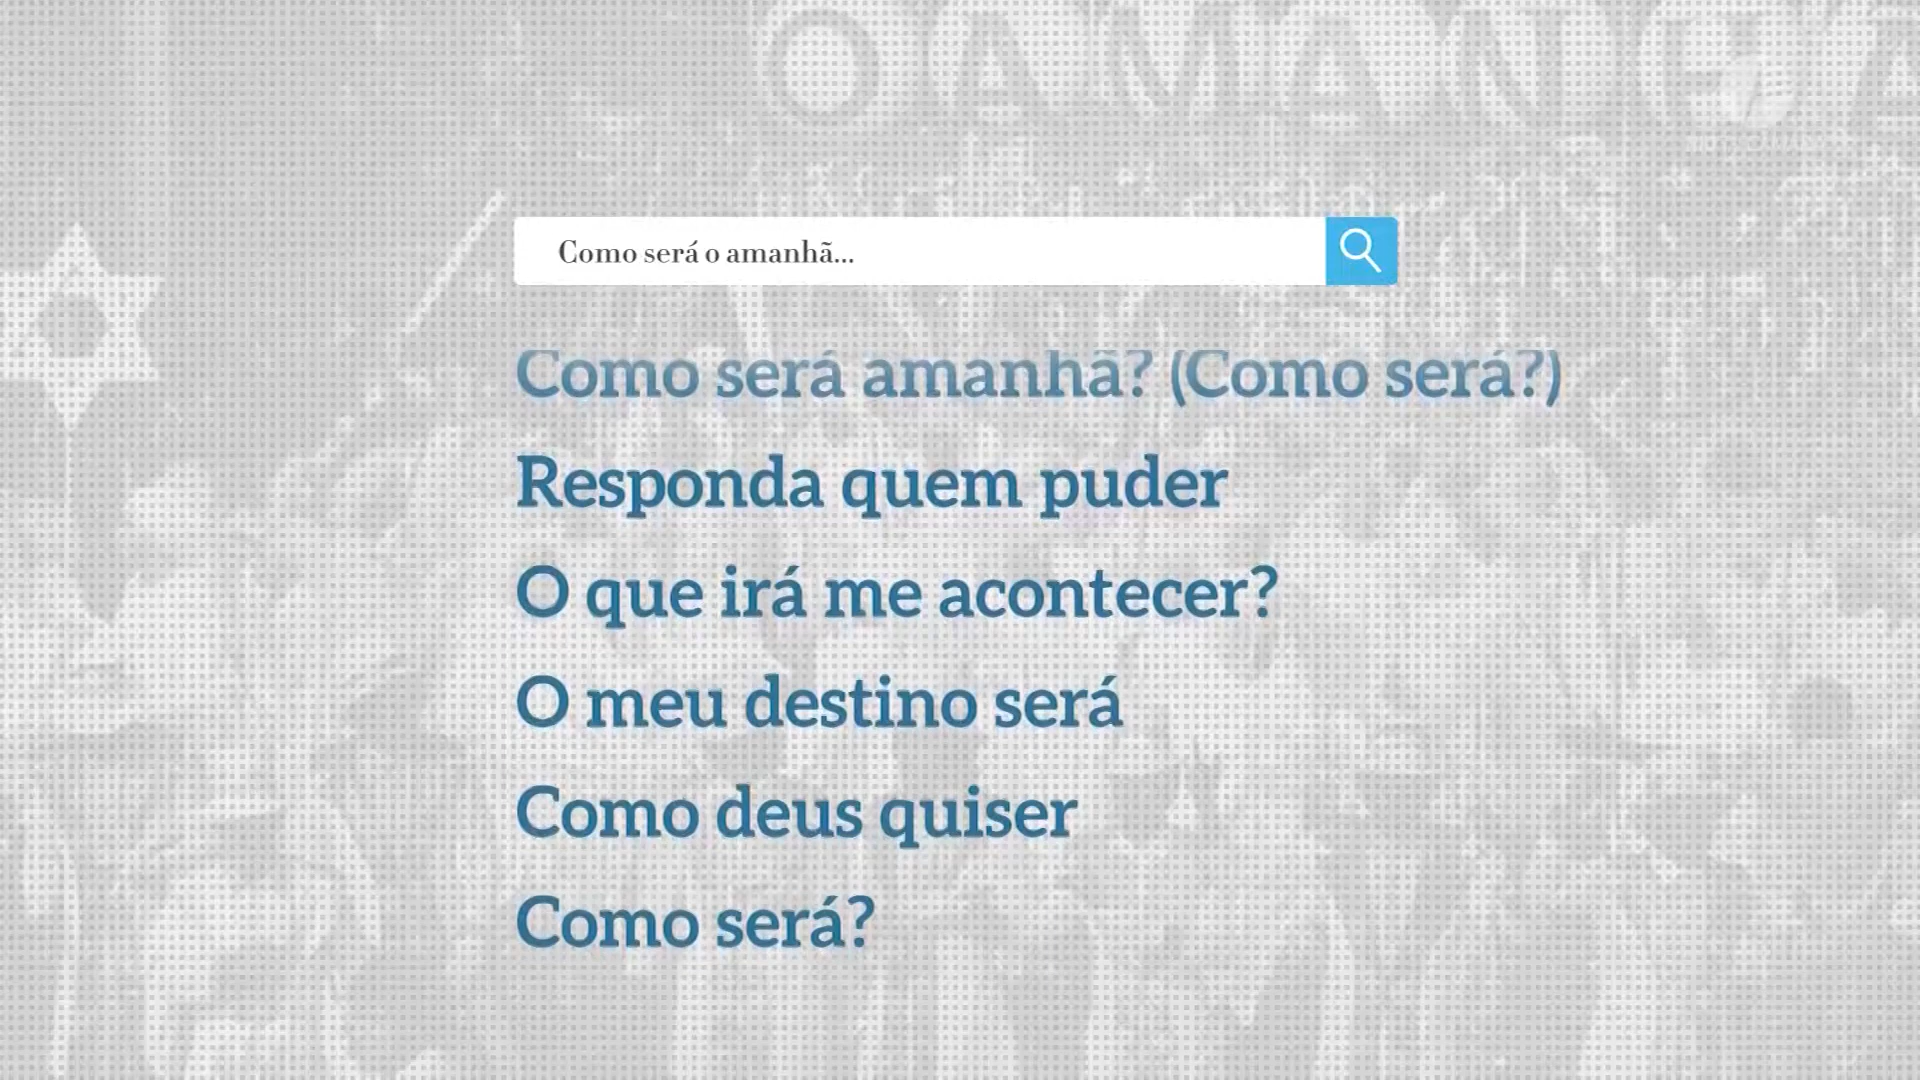 O AMANHÃ
Como será o amanhã...
Como será amanhã? (Como será?)
Responda quem puder
O que irá me acontecer?
O meu destino será
Como deus quiser
Como será?